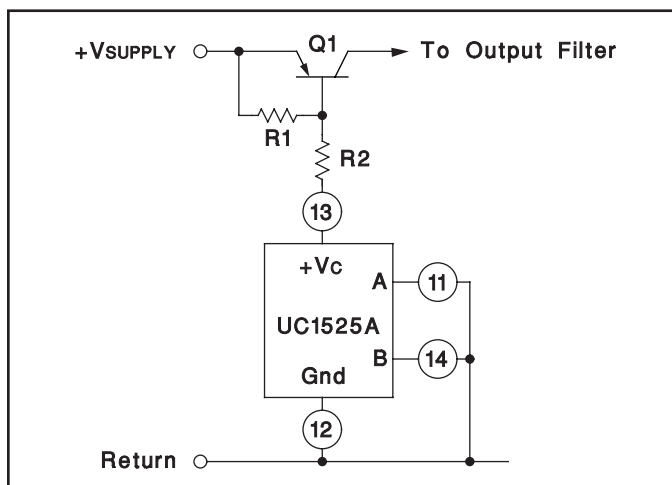 +VSUPPLY
Q1
To Output Filter
R1
R2
13
+VC
A
11
UC1525A
B
14
Gnd
12
Return